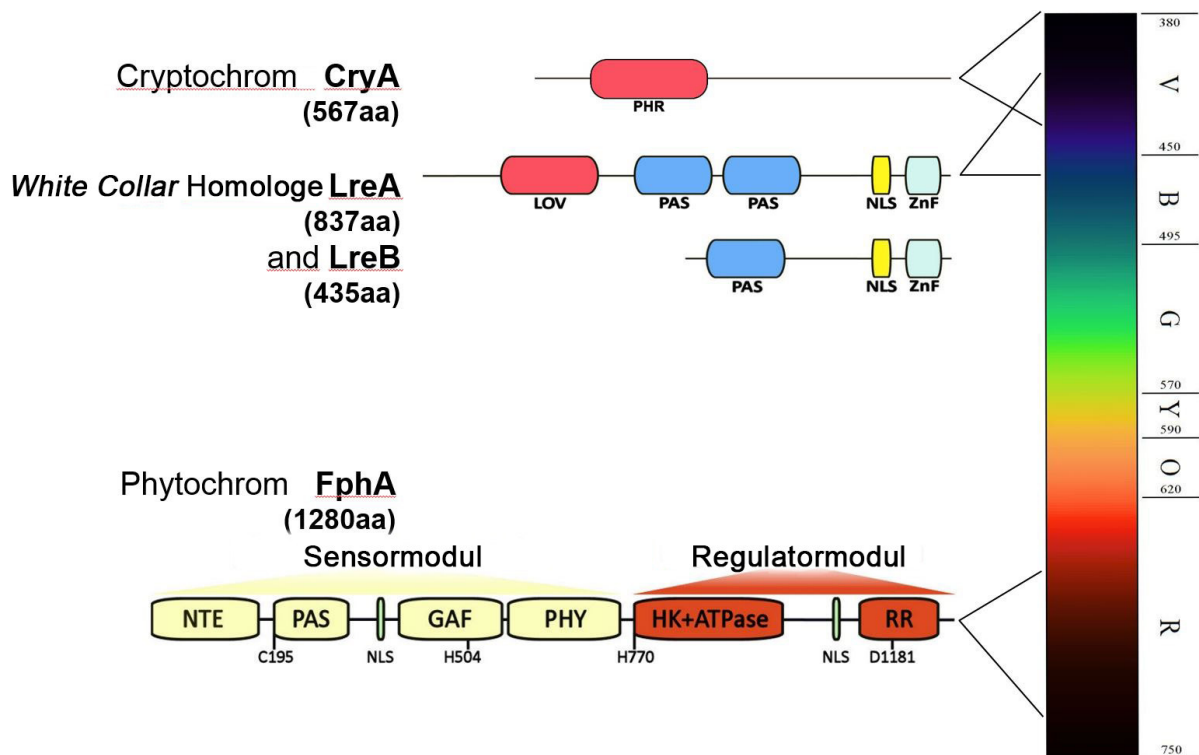 Cryptochrom CryA
(567aa)
PHR
White Collar Homologe LreA
(837aa)
LOV PAS PAS NLS ZnF
and LreB
(435aa)
PAS NLS ZnF
Phytochrom FphA
(1280aa)
Sensormodul Regulatormodul
NTE PAS GAF PHY HK+ATPase RR
C195 NLS H504 H770 NLS D1181
380
V
450
B
495
G
570
Y
590
O
620
R
750